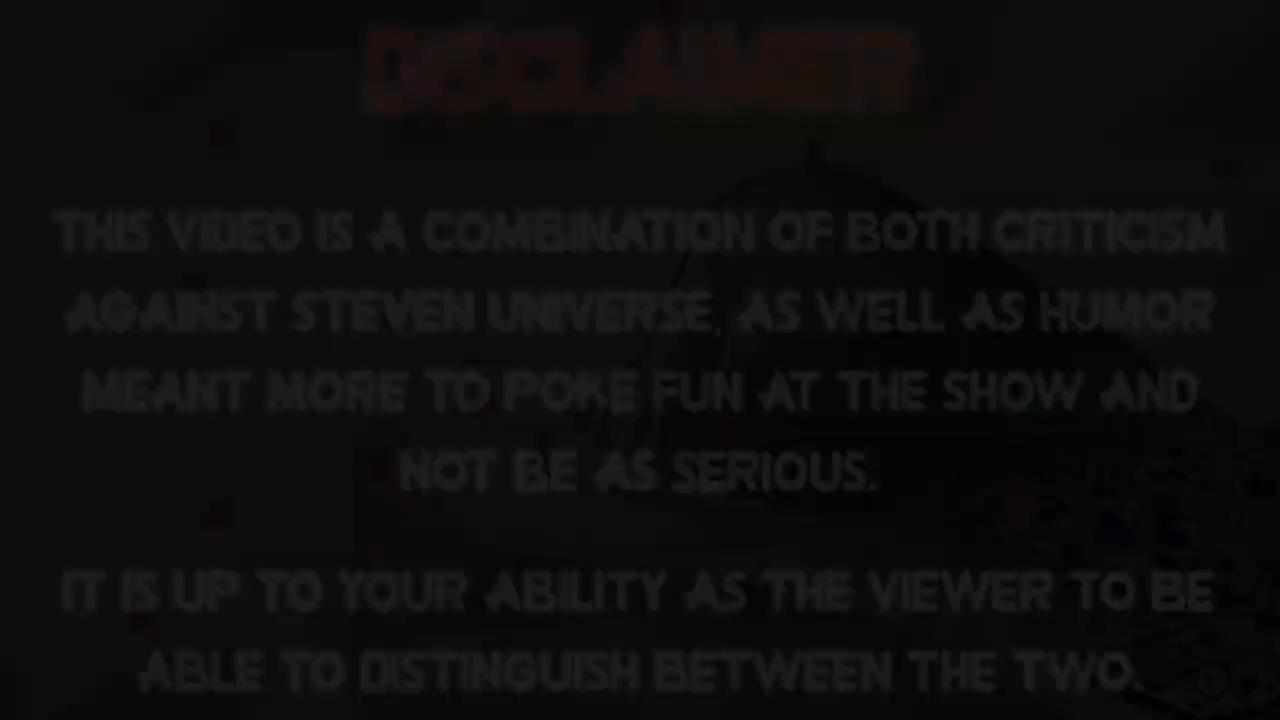 DISCLAIMER
THIS VIDEO IS A COMBINATION OF BOTH CRITICISM
AGAINST STEVEN UNIVERSE, AS WELL AS HUMOR
MEANT MORE TO POKE FUN AT THE SHOW AND
NOT BE AS SERIOUS.
IT IS UP TO YOUR ABILITY AS THE VIEWER TO BE
ABLE TO DISTINGUISH BETWEEN THE TWO.